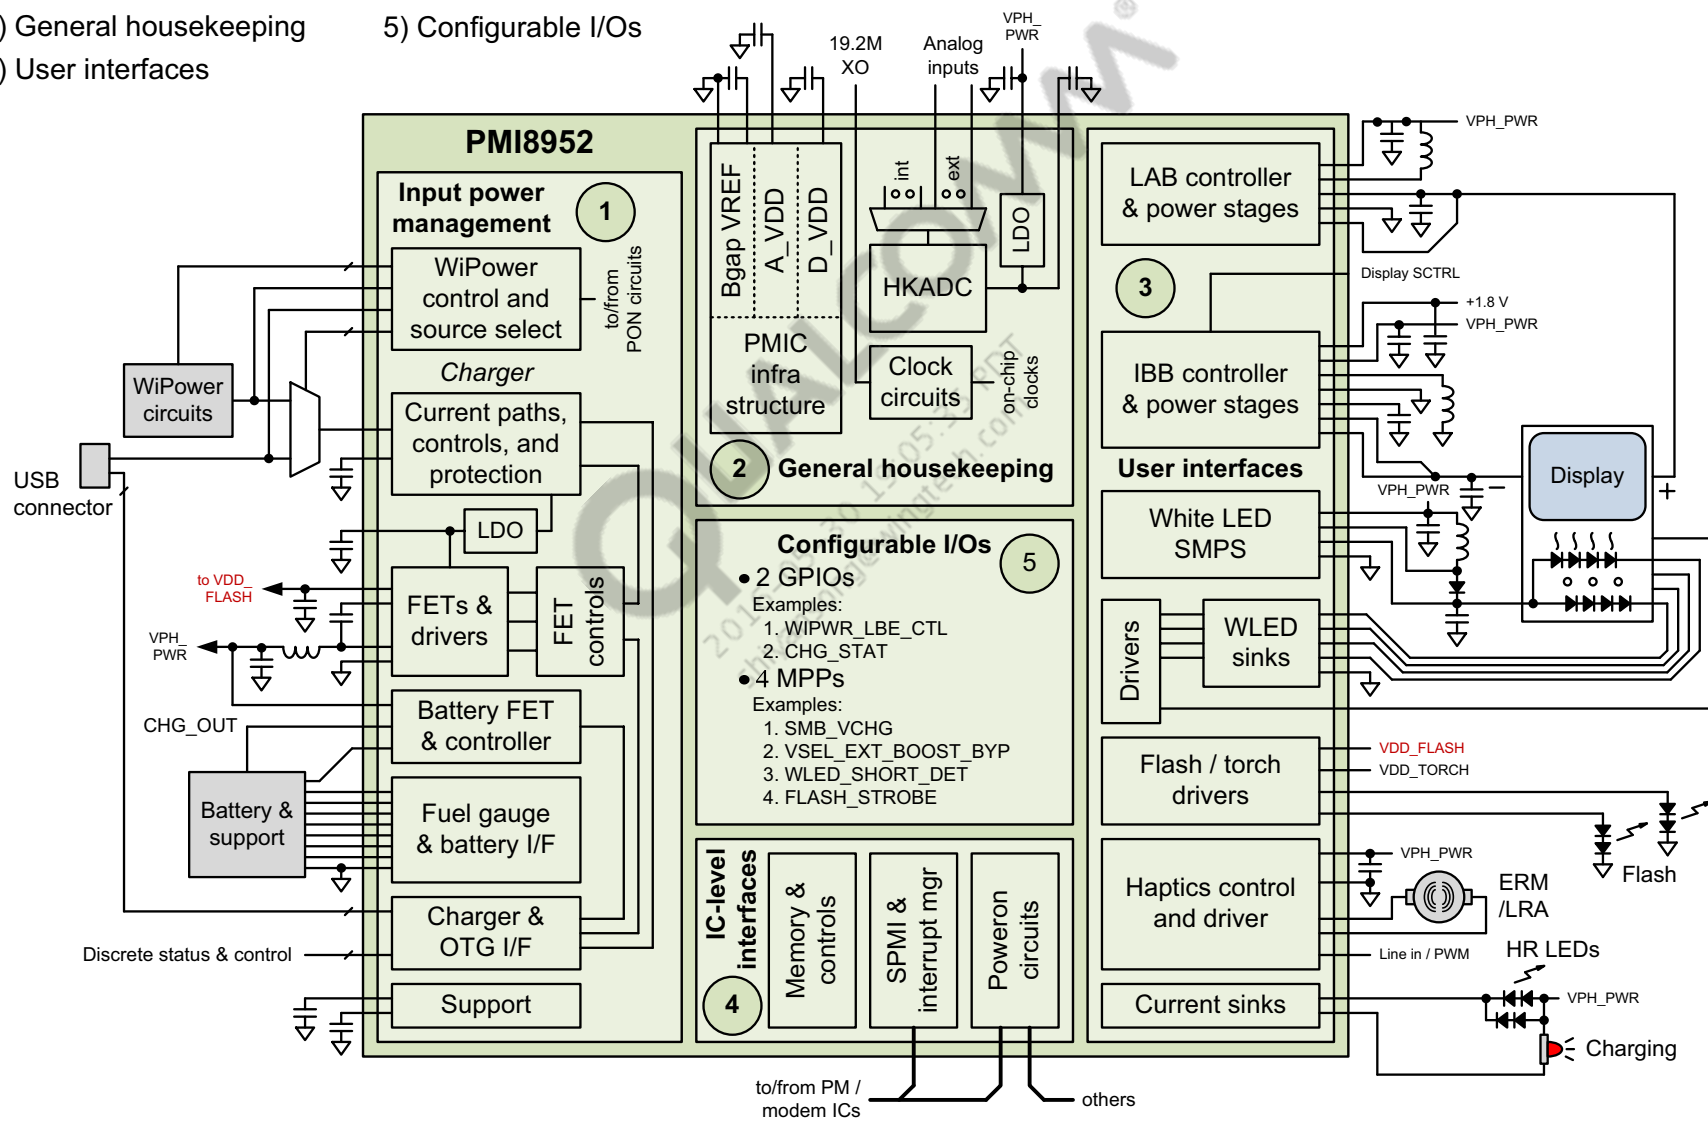 ) General housekeeping
5) Configurable I/Os
) User interfaces
19.2M
XO
Analog
inputs
VPH_
PWR
PMI8952
Input power
management
1
WiPower
control and
source select
to/from
PON circuits
Charger
Current paths,
controls, and
protection
LDO
FETs &
drivers
FET
controls
Battery FET
& controller
Fuel gauge
& battery I/F
Charger &
OTG I/F
Support
WiPower
circuits
USB
connector
to VDD_
FLASH
VPH_
PWR
CHG_OUT
Battery &
support
Discrete status & control
Bgap VREF
A_VDD
D_VDD
PMIC
infra
structure
int
ext
HKADC
LDO
Clock
circuits
on-chip
clocks
2
General housekeeping
Configurable I/Os
5
• 2 GPIOs
Examples:
1. WIPWR_LBE_CTL
2. CHG_STAT
• 4 MPPs
Examples:
1. SMB_VCHG
2. VSEL_EXT_BOOST_BYP
3. WLED_SHORT_DET
4. FLASH_STROBE
IC-level
interfaces
4
Memory &
controls
SPMI &
interrupt mgr
Poweron
circuits
to/from PM /
modem ICs
others
LAB controller
& power stages
3
IBB controller
& power stages
User interfaces
White LED
SMPS
Drivers
WLED
sinks
Flash / torch
drivers
Haptics control
and driver
Current sinks
VPH_PWR
Display SCTRL
+1.8 V
VPH_PWR
VPH_PWR
−
Display
+
VDD_FLASH
VDD_TORCH
Flash
VPH_PWR
ERM
/LRA
Line in / PWM
HR LEDs
VPH_PWR
Charging
QUALCOMM®